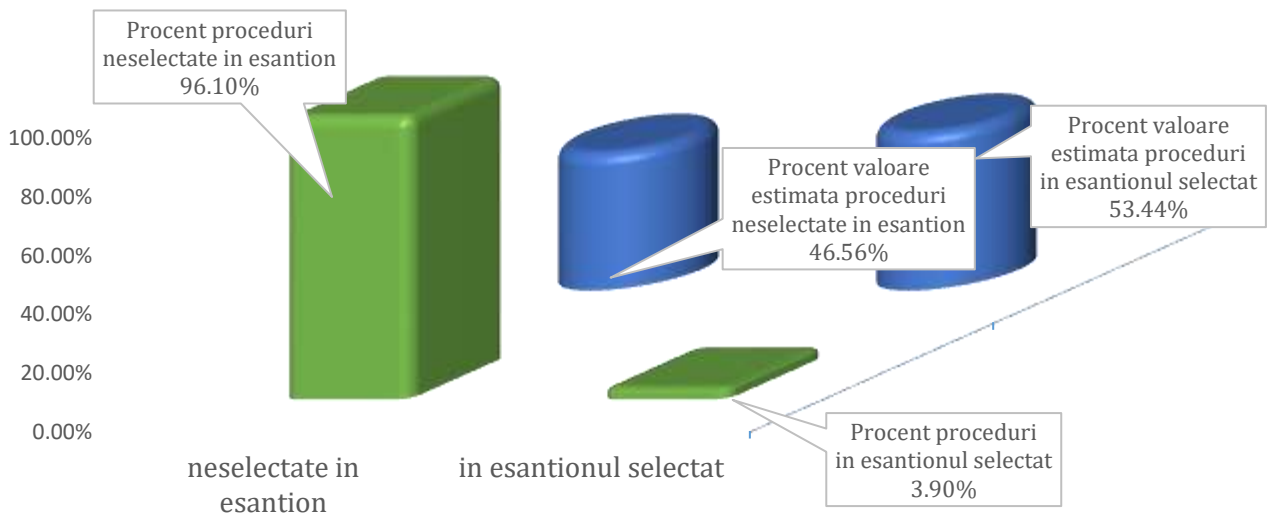 Procent proceduri
neselectate in esantion
96.10%
Procent valoare
estimata proceduri
neselectate in esantion
46.56%
Procent valoare
estimata proceduri
in esantionul selectat
53.44%
100.00%
80.00%
60.00%
40.00%
20.00%
0.00%
Procent proceduri
in esantionul selectat
3.90%
neselectate in
esantion
in esantionul selectat